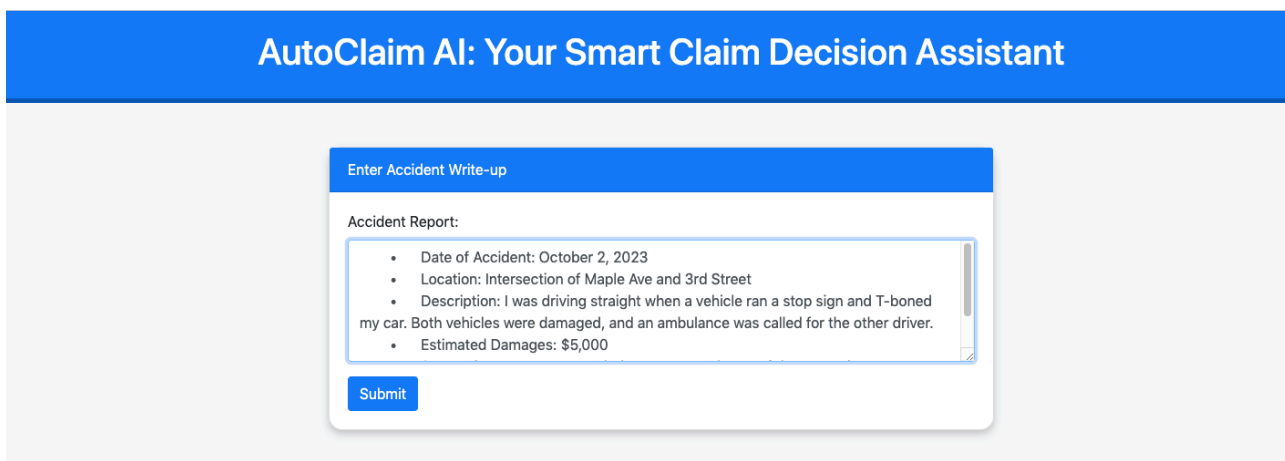 AutoClaim AI: Your Smart Claim Decision Assistant
Enter Accident Write-up
Accident Report:
• Date of Accident: October 2, 2023
• Location: Intersection of Maple Ave and 3rd Street
• Description: I was driving straight when a vehicle ran a stop sign and T-boned
my car. Both vehicles were damaged, and an ambulance was called for the other driver.
• Estimated Damages: $5,000
Submit